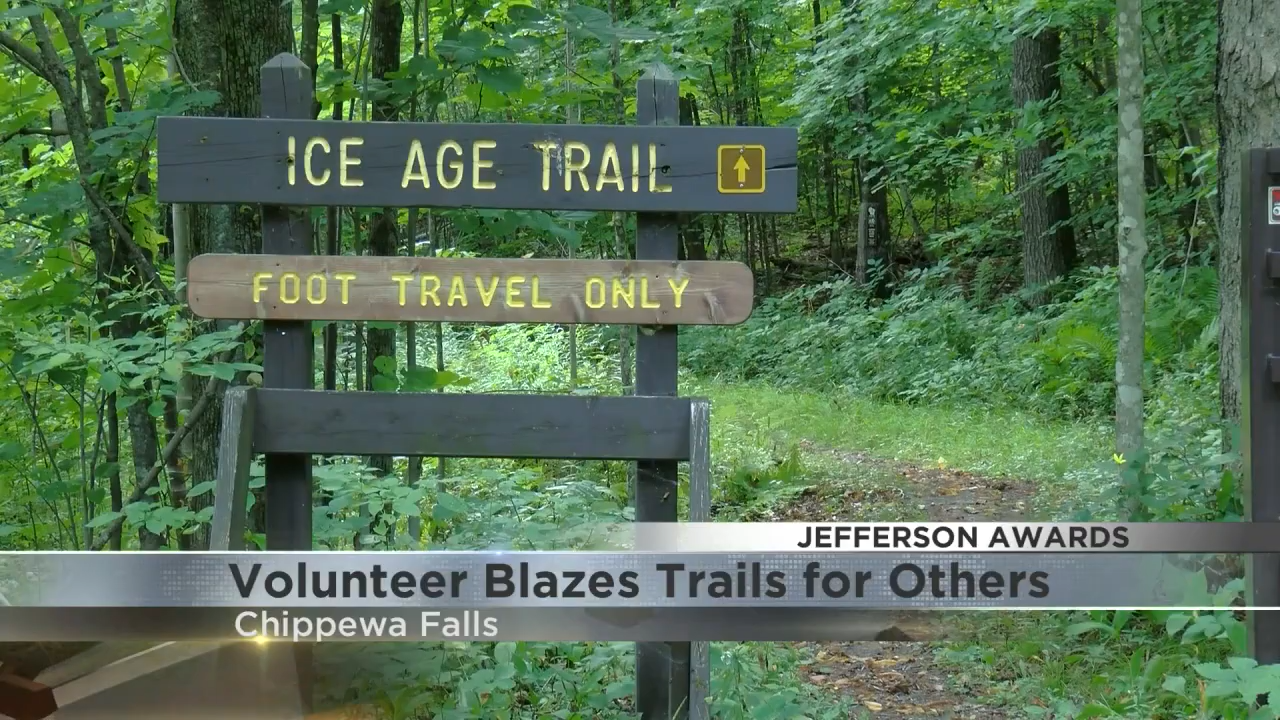 ICE AGE TRAIL
FOOT TRAVEL ONLY
JEFFERSON AWARDS
Volunteer Blazes Trails for Others
Chippewa Falls